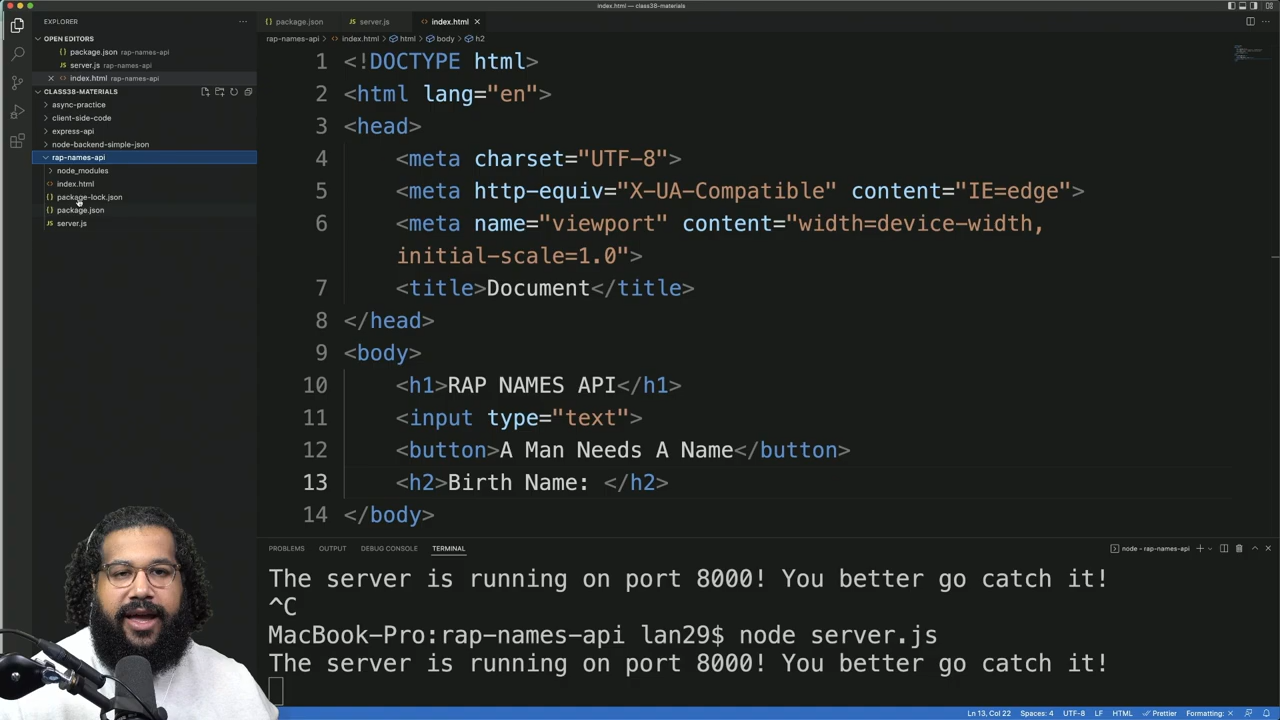 index.html — class38-materials
EXPLORER
package.json
server.js
index.html
OPEN EDITORS
package.json rap-names-api
server.js rap-names-api
index.html rap-names-api
CLASS38-MATERIALS
async-practice
client-side-code
express-api
node-backend-simple-json
rap-names-api
node_modules
index.html
package-lock.json
package.json
server.js
rap-names-api > index.html > html > body > h2
1 <!DOCTYPE html>
2 <html lang="en">
3 <head>
4 <meta charset="UTF-8">
5 <meta http-equiv="X-UA-Compatible" content="IE=edge">
6 <meta name="viewport" content="width=device-width,
initial-scale=1.0">
7 <title>Document</title>
8 </head>
9 <body>
10 <h1>RAP NAMES API</h1>
11 <input type="text">
12 <button>A Man Needs A Name</button>
13 <h2>Birth Name: </h2>
14 </body>
PROBLEMS OUTPUT DEBUG CONSOLE TERMINAL
node - rap-names-api
The server is running on port 8000! You better go catch it!
^C
MacBook-Pro:rap-names-api lan29$ node server.js
The server is running on port 8000! You better go catch it!
Ln 13, Col 22 Spaces: 4 UTF-8 LF HTML Prettier Formatting: ×